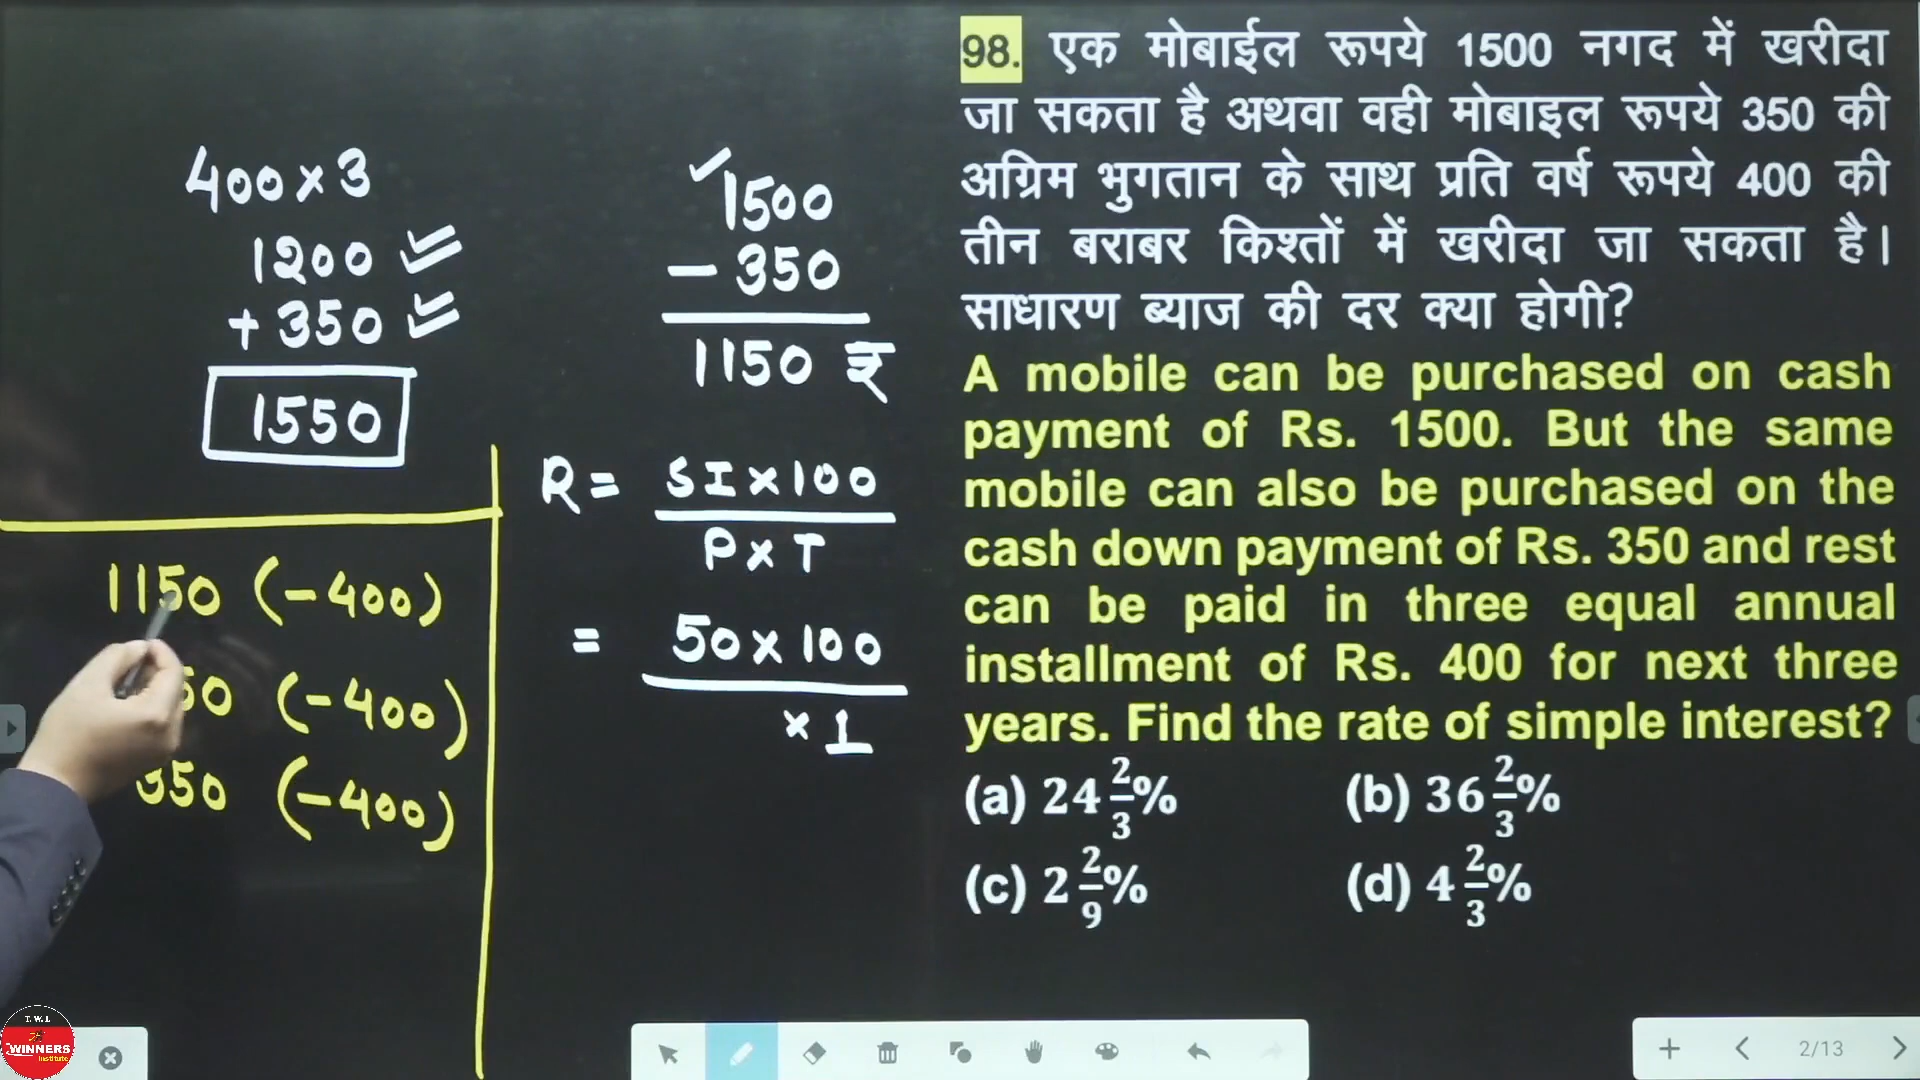 400 × 3
1200
+ 350
1550
1150 (-400)
50 (-400)
350 (-400)
1500
- 350
1150 ₹
R = SI × 100
P × T
= 50 × 100
× 1
98. एक मोबाईल रूपये 1500 नगद में खरीदा
जा सकता है अथवा वही मोबाइल रूपये 350 की
अग्रिम भुगतान के साथ प्रति वर्ष रूपये 400 की
तीन बराबर किश्तों में खरीदा जा सकता है।
साधारण ब्याज की दर क्या होगी?
A mobile can be purchased on cash
payment of Rs. 1500. But the same
mobile can also be purchased on the
cash down payment of Rs. 350 and rest
can be paid in three equal annual
installment of Rs. 400 for next three
years. Find the rate of simple interest?
(a) 24 2/3% (b) 36 2/3%
(c) 2 2/9% (d) 4 2/3%
T.W.I.
WINNERS
institute
2/13